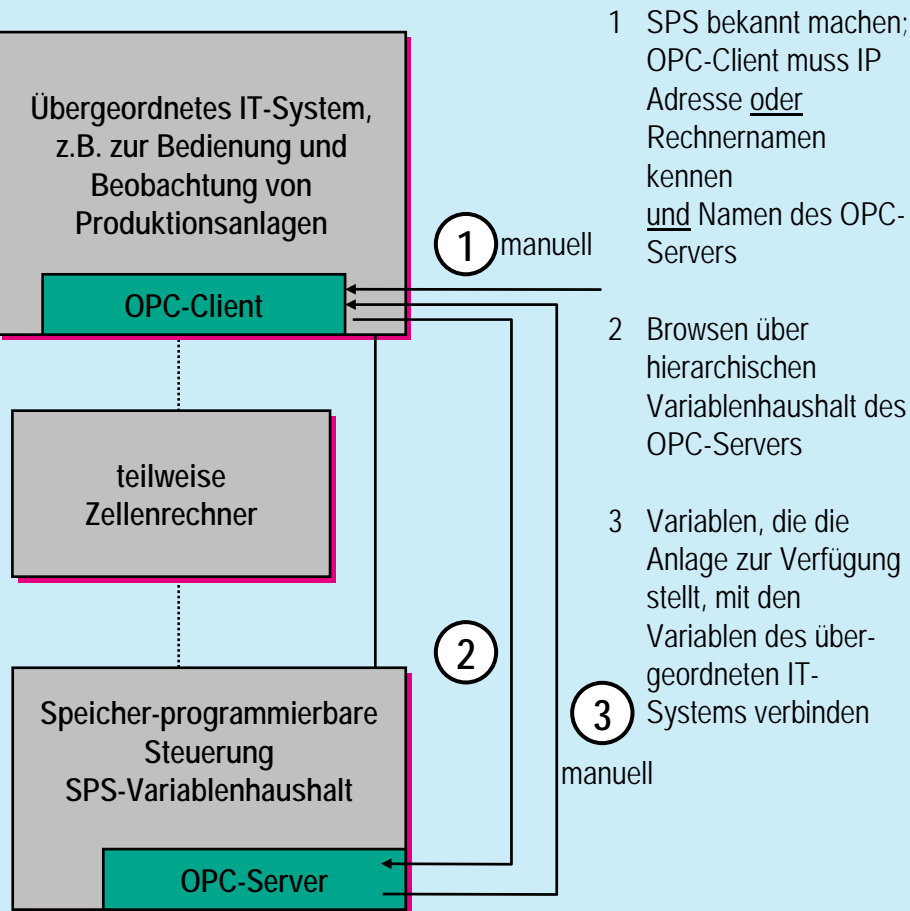 Übergeordnetes IT-System,
z.B. zur Bedienung und
Beobachtung von
Produktionsanlagen
OPC-Client
1 manuell
teilweise
Zellenrechner
2
3
manuell
Speicher-programmierbare
Steuerung
SPS-Variablenhaushalt
OPC-Server
1 SPS bekannt machen;
OPC-Client muss IP
Adresse oder
Rechnernamen
kennen
und Namen des OPC-
Servers
2 Browsen über
hierarchischen
Variablenhaushalt des
OPC-Servers
3 Variablen, die die
Anlage zur Verfügung
stellt, mit den
Variablen des über-
geordneten IT-
Systems verbinden